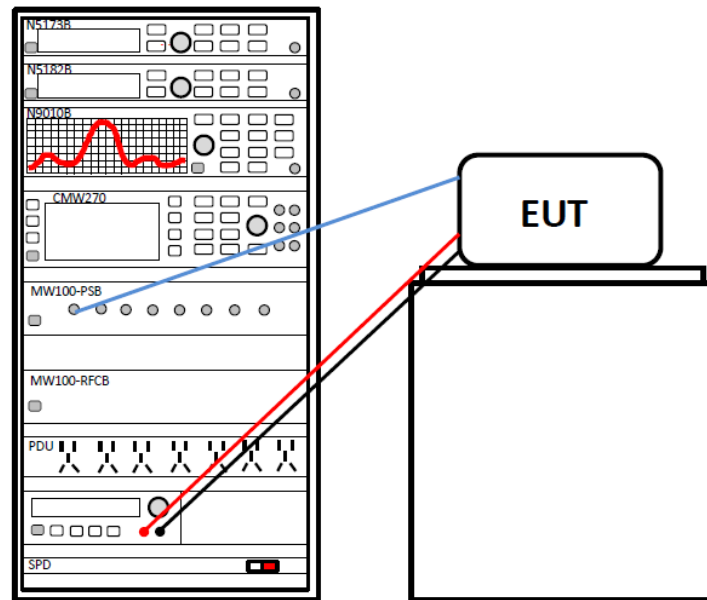 N5173B
N5182B
N9010B
CMW270
EUT
MW100-PSB
MW100-RFCB
PDU
SPD